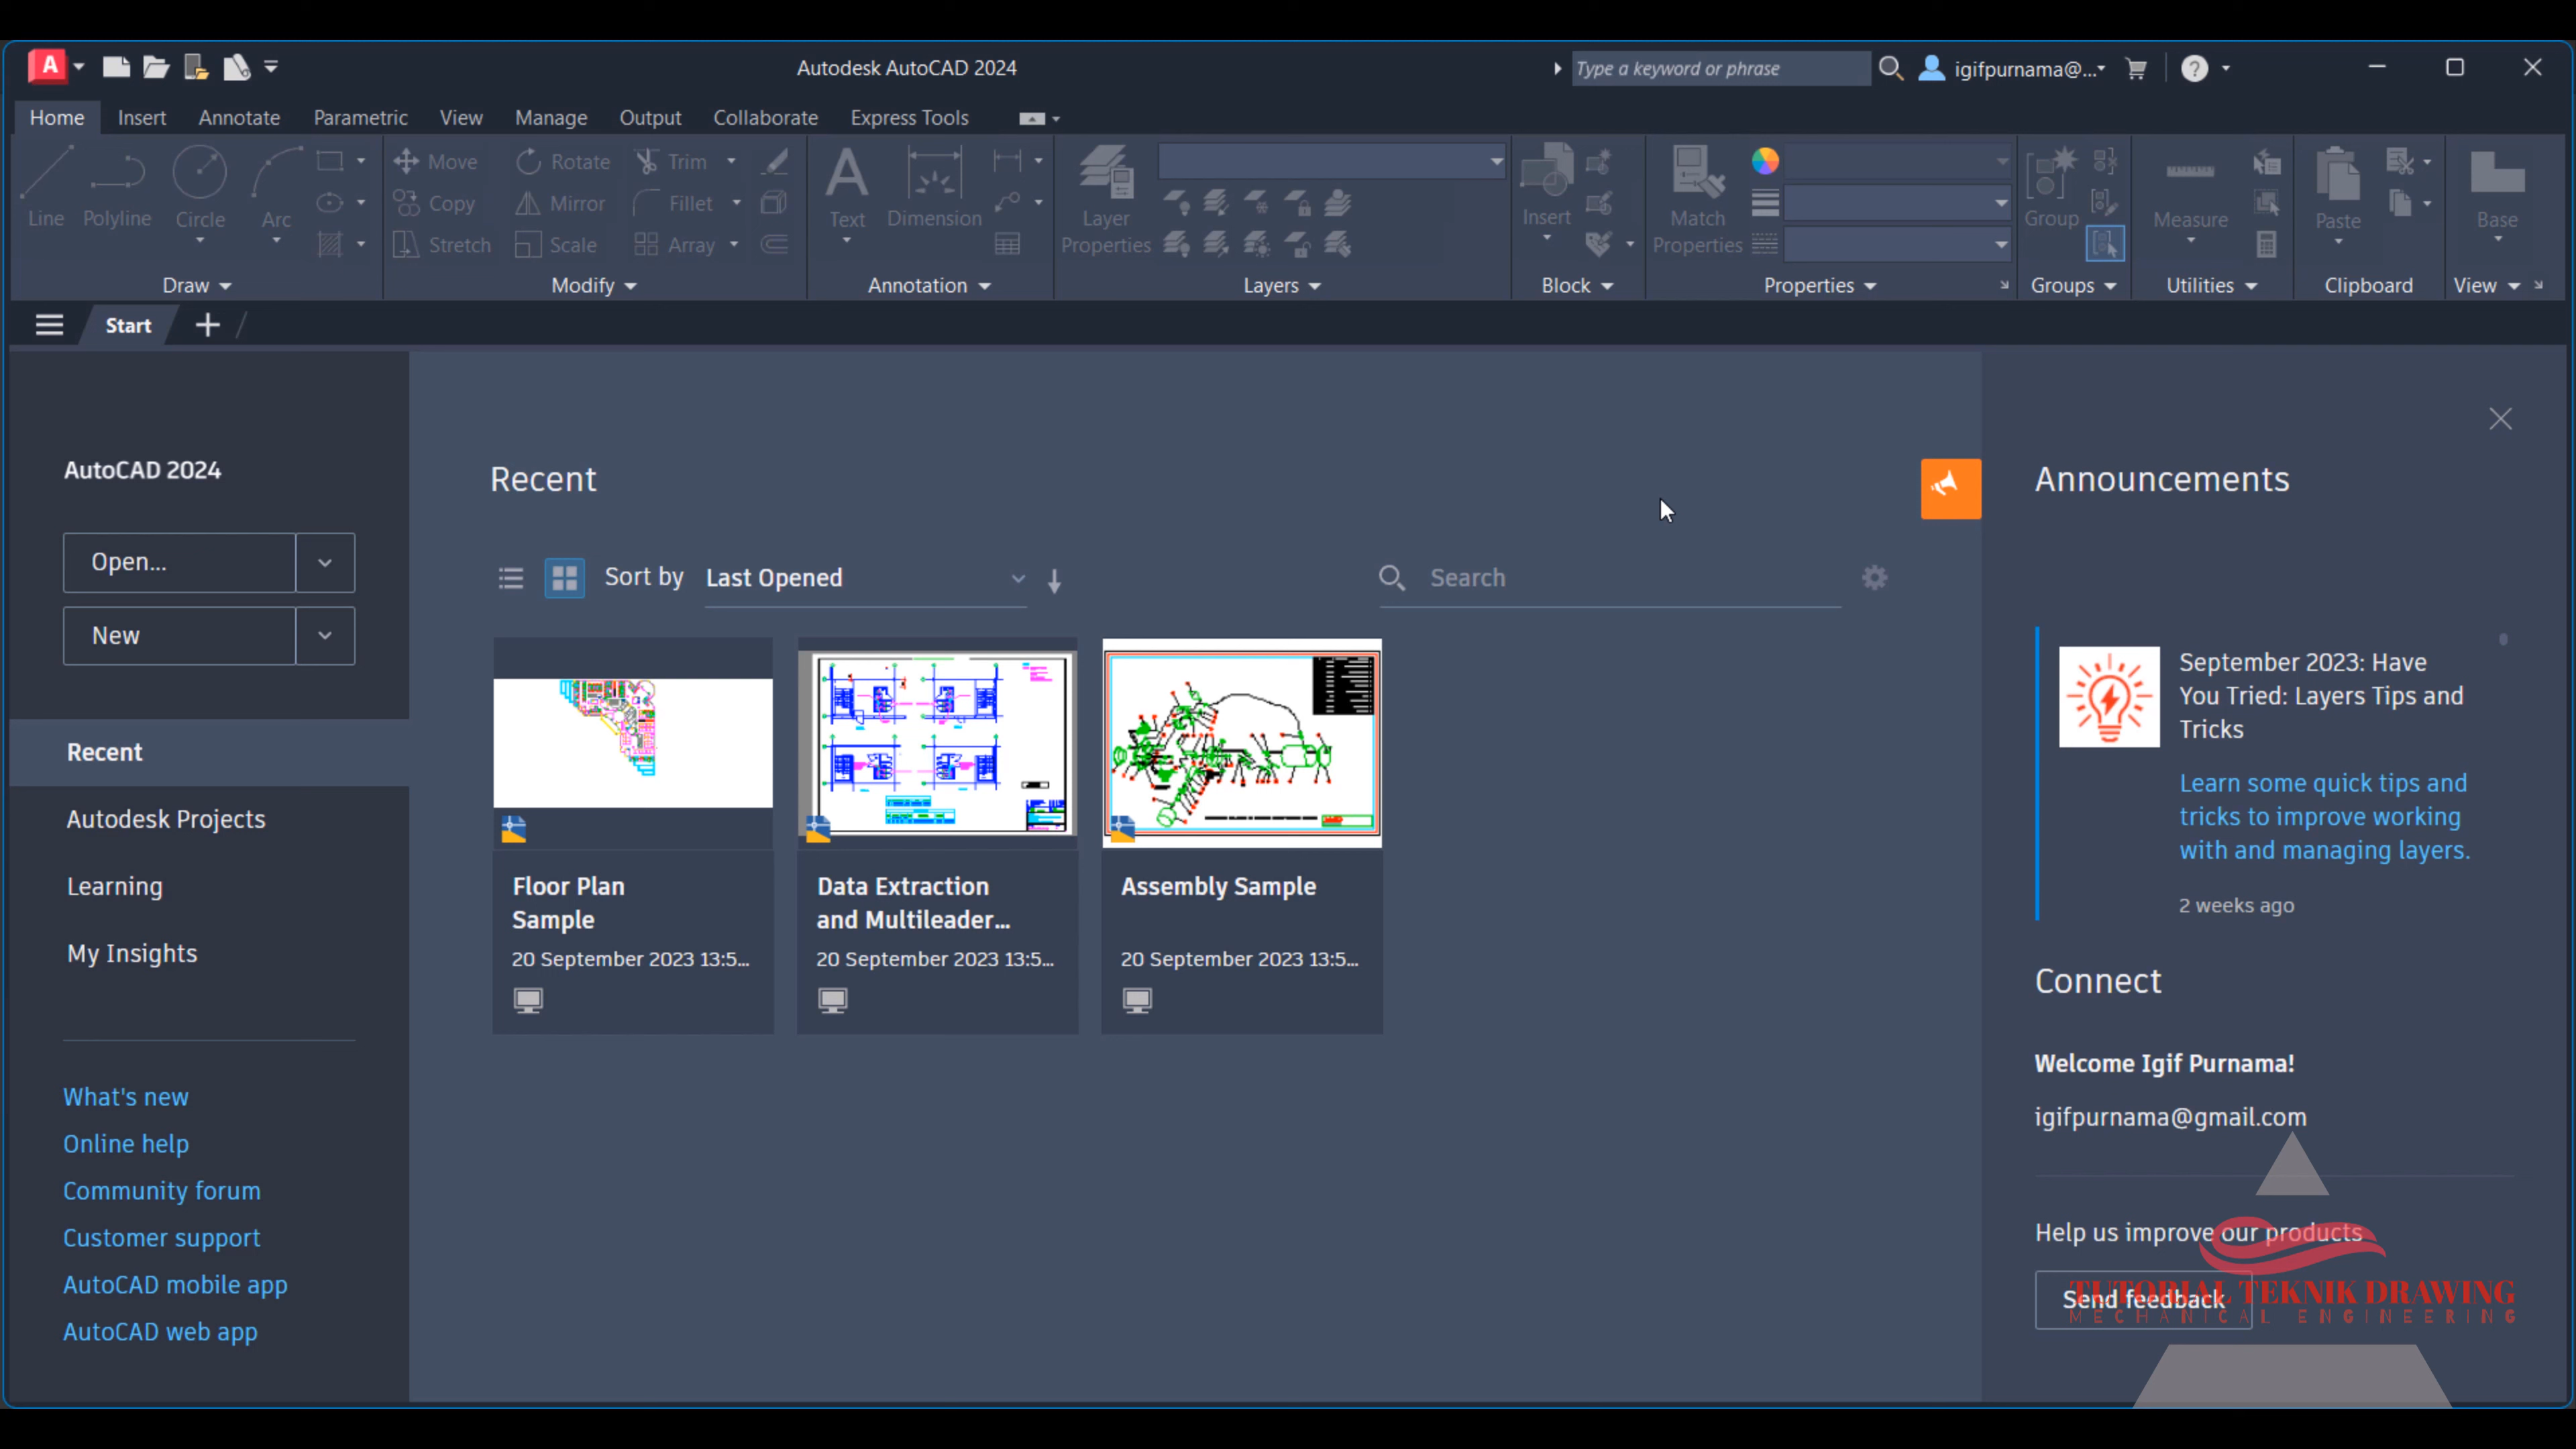 Autodesk AutoCAD 2024
Type a keyword or phrase
igifpurnama@...
Home
Insert
Annotate
Parametric
View
Manage
Output
Collaborate
Express Tools
Line
Polyline
Circle
Arc
Draw
Move
Rotate
Trim
Copy
Mirror
Fillet
Stretch
Scale
Array
Modify
Text
Dimension
Annotation
Layer
Properties
Layers
Insert
Block
Match
Properties
Properties
Group
Groups
Measure
Utilities
Paste
Clipboard
Base
View
Start
AutoCAD 2024
Open...
New
Recent
Autodesk Projects
Learning
My Insights
What's new
Online help
Community forum
Customer support
AutoCAD mobile app
AutoCAD web app
Recent
Sort by
Last Opened
Search
Floor Plan
Sample
20 September 2023 13:5...
Data Extraction
and Multileader...
20 September 2023 13:5...
Assembly Sample
20 September 2023 13:5...
Announcements
September 2023: Have
You Tried: Layers Tips and
Tricks
Learn some quick tips and
tricks to improve working
with and managing layers.
2 weeks ago
Connect
Welcome Igif Purnama!
igifpurnama@gmail.com
Help us improve our products
Send feedback
TUTORIAL TEKNIK DRAWING
MECHANICAL ENGINEERING